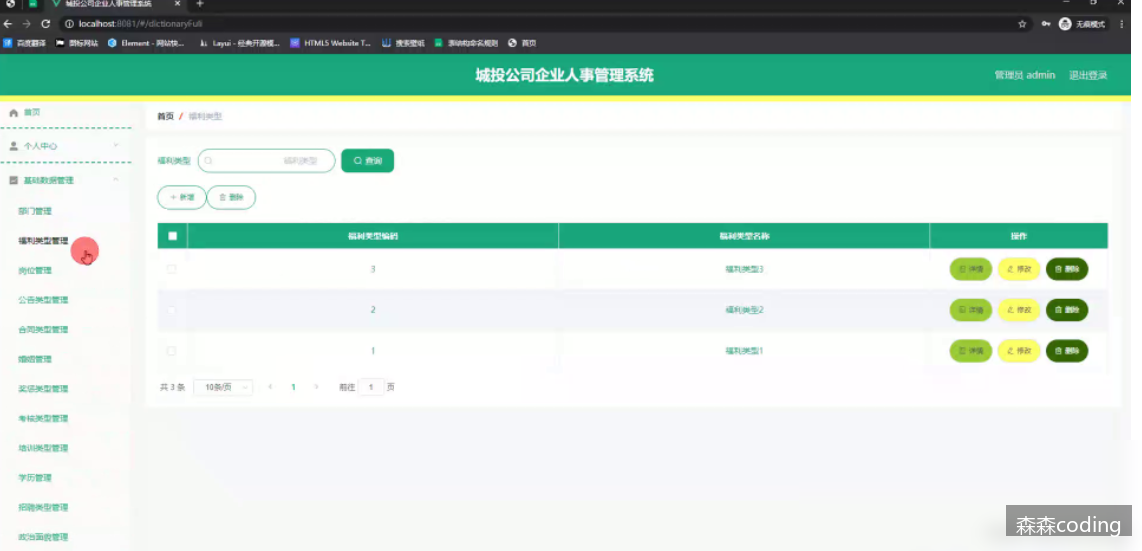 城投公司企业人事管理系统
localhost:8081/#/dictionaryFuli
无痕模式
百度翻译 图标网站 Element - 网站快... Layui - 经典开源模... HTML5 Website T... 搜索壁纸 源码的命名规则 首页
城投公司企业人事管理系统
管理员 admin 退出登录
首页
个人中心
基础数据管理
部门管理
福利类型管理
岗位管理
公告类型管理
合同类型管理
婚姻管理
奖惩类型管理
考核类型管理
培训类型管理
学历管理
招聘类型管理
政治面貌管理
首页 / 福利类型
福利类型 福利类型 查询
+ 新增 删除
福利类型编码 福利类型名称 操作
3 福利类型3 详情 修改 删除
2 福利类型2 详情 修改 删除
1 福利类型1 详情 修改 删除
共 3 条 10条/页 1 前往 1 页
森森coding